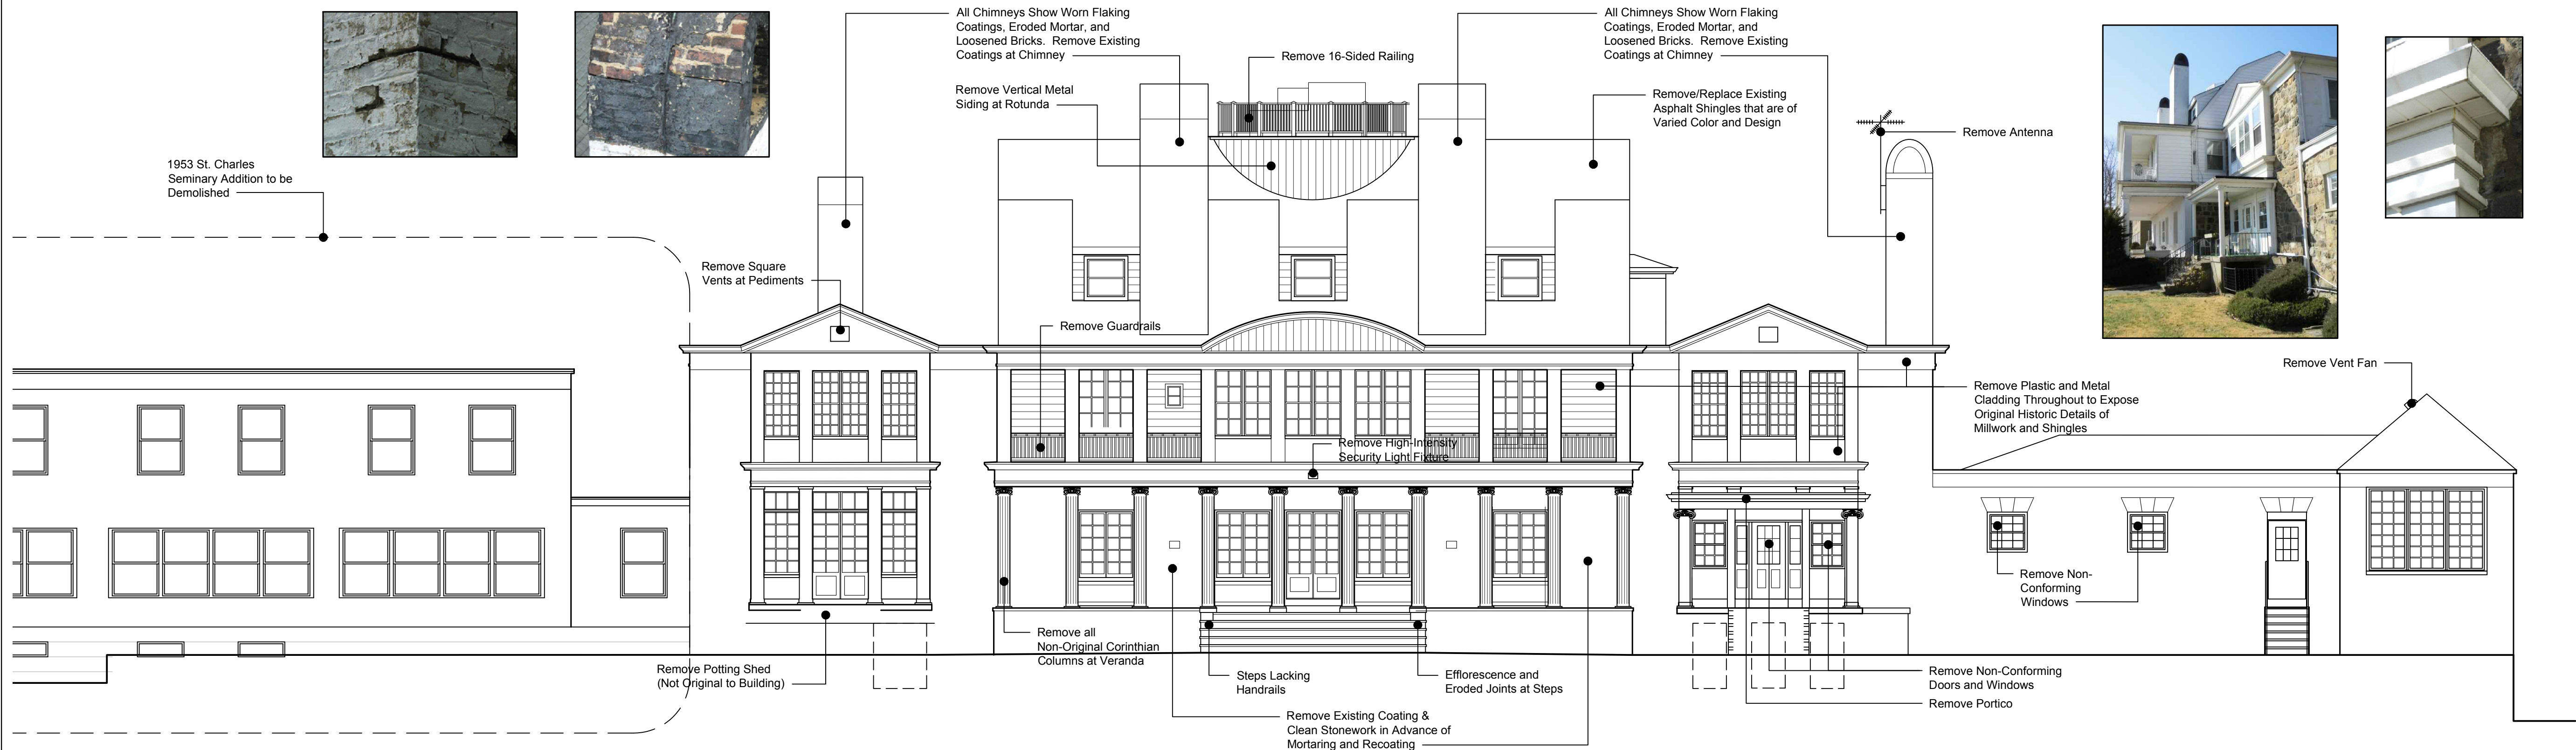 All Chimneys Show Worn Flaking
Coatings, Eroded Mortar, and
Loosened Bricks.  Remove Existing
Coatings at Chimney
Remove 16-Sided Railing
All Chimneys Show Worn Flaking
Coatings, Eroded Mortar, and
Loosened Bricks.  Remove Existing
Coatings at Chimney
Remove Vertical Metal
Siding at Rotunda
Remove/Replace Existing
Asphalt Shingles that are of
Varied Color and Design
Remove Antenna
1953 St. Charles
Seminary Addition to be
Demolished
Remove Square
Vents at Pediments
Remove Guardrails
Remove Vent Fan
Remove Plastic and Metal
Cladding Throughout to Expose
Original Historic Details of
Millwork and Shingles
Remove High-Intensity
Security Light Fixture
Remove Non-
Conforming
Windows
Remove all
Non-Original Corinthian
Columns at Veranda
Remove Potting Shed
(Not Original to Building)
Steps Lacking
Handrails
Efflorescence and
Eroded Joints at Steps
Remove Non-Conforming
Doors and Windows
Remove Portico
Remove Existing Coating &
Clean Stonework in Advance of
Mortaring and Recoating